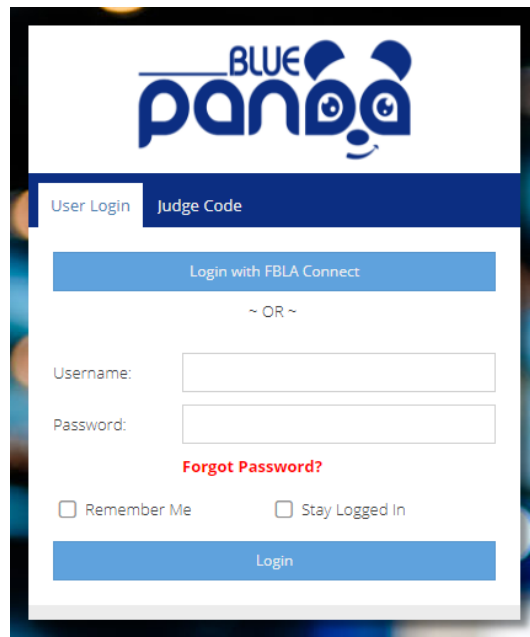 BLUE
panda
User Login Judge Code
Login with FBLA Connect
~ OR ~
Username:
Password:
Forgot Password?
Remember Me Stay Logged In
Login